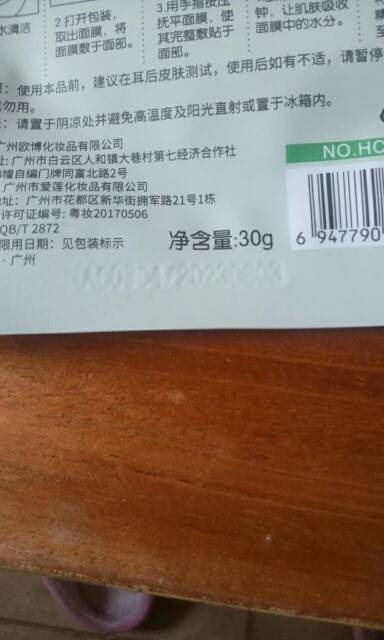 水清洁
2.打开包装,
取出面膜,将
面膜敷于面部。
3.用手指按压
抚平面膜,使
其完整敷贴于
面部。
钟,让肌肤吸收
面膜中的水分。
:使用本品前,建议在耳后皮肤测试,使用后如有不适,请暂停
勿用。
:请置于阴凉处并避免高温度及阳光直射或置于冰箱内。
广州欧博化妆品有限公司
址:广州市白云区人和镇大巷村第七经济合作社
幢自编门牌同富北路2号
广州市爱莲化妆品有限公司
地址:广州市花都区新华街拥军路21号1栋
许可证编号:粤妆20170506
QB/T 2872
限用日期:见包装标示
·广州
净含量:30g
NO.HC
6 947790